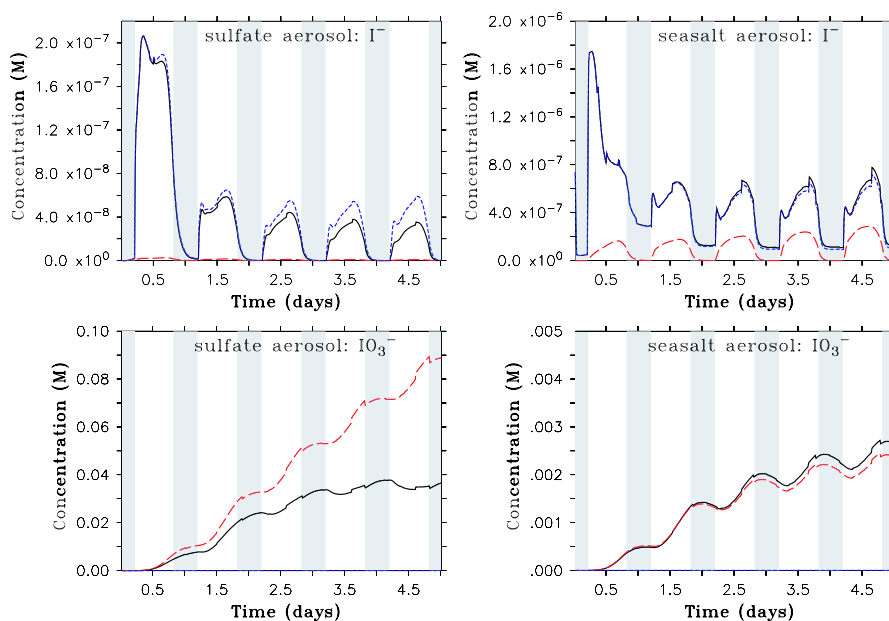 sulfate aerosol: I⁻
Concentration (M)
2.0 x10⁻⁷
1.6 x10⁻⁷
1.2 x10⁻⁷
8.0 x10⁻⁸
4.0 x10⁻⁸
0.0 x10⁰
0.5 1.5 2.5 3.5 4.5
Time (days)
seasalt aerosol: I⁻
Concentration (M)
2.0 x10⁻⁶
1.6 x10⁻⁶
1.2 x10⁻⁶
8.0 x10⁻⁷
4.0 x10⁻⁷
0.0 x10⁰
0.5 1.5 2.5 3.5 4.5
Time (days)
sulfate aerosol: IO₃⁻
Concentration (M)
0.10
0.08
0.06
0.04
0.02
0.00
0.5 1.5 2.5 3.5 4.5
Time (days)
seasalt aerosol: IO₃⁻
Concentration (M)
.005
.004
.003
.002
.001
.000
0.5 1.5 2.5 3.5 4.5
Time (days)